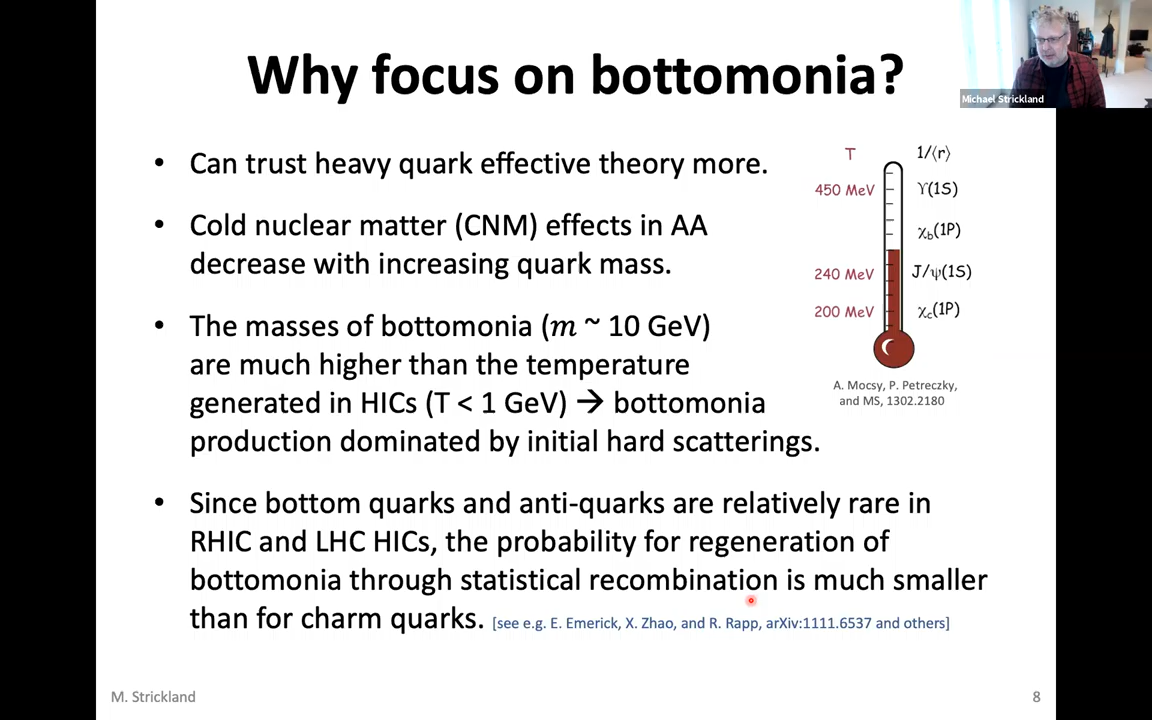 Why focus on bottomonia?
Michael Strickland
• Can trust heavy quark effective theory more.
• Cold nuclear matter (CNM) effects in AA
decrease with increasing quark mass.
• The masses of bottomonia (𝑚 ~ 10 GeV)
are much higher than the temperature
generated in HICs (T < 1 GeV) → bottomonia
production dominated by initial hard scatterings.
• Since bottom quarks and anti-quarks are relatively rare in
RHIC and LHC HICs, the probability for regeneration of
bottomonia through statistical recombination is much smaller
than for charm quarks. [see e.g. E. Emerick, X. Zhao, and R. Rapp, arXiv:1111.6537 and others]
T 1/⟨r⟩
450 MeV ϒ(1S)
χb(1P)
240 MeV J/ψ(1S)
200 MeV χc(1P)
A. Mocsy, P. Petreczky,
and MS, 1302.2180
M. Strickland
8